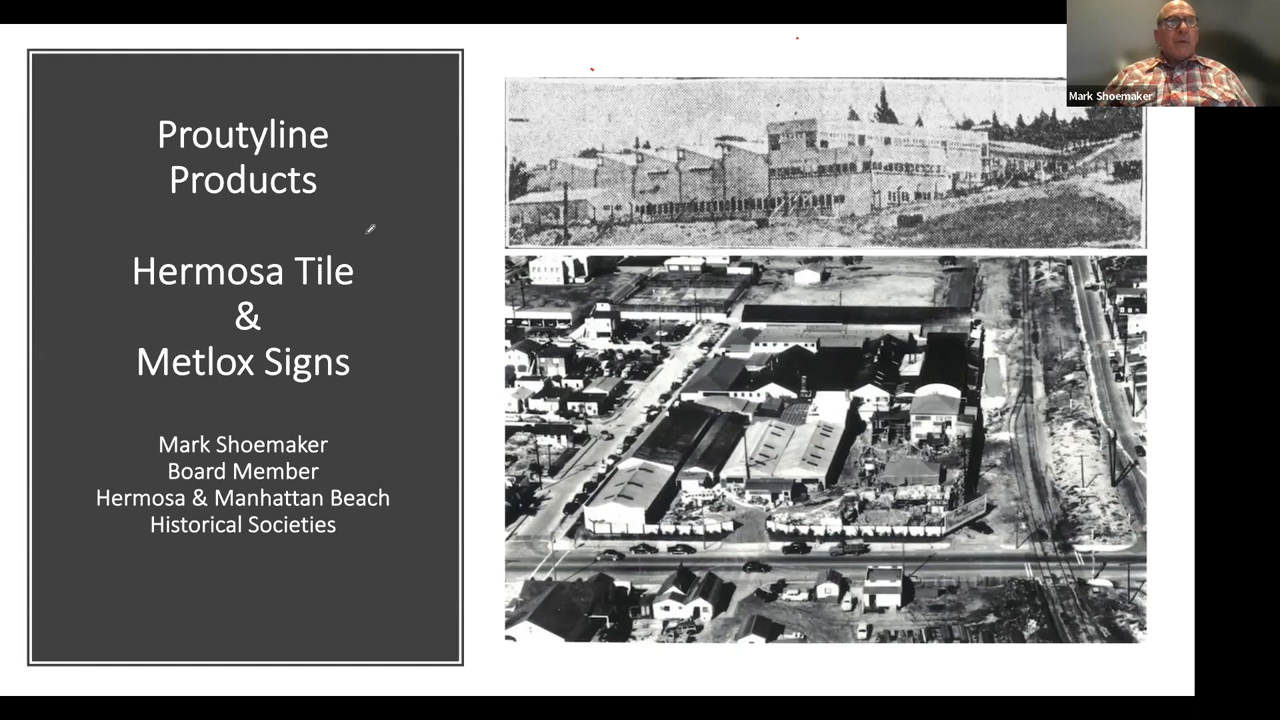 Proutyline
Products
Hermosa Tile
&
Metlox Signs
Mark Shoemaker
Board Member
Hermosa & Manhattan Beach
Historical Societies
Mark Shoemaker